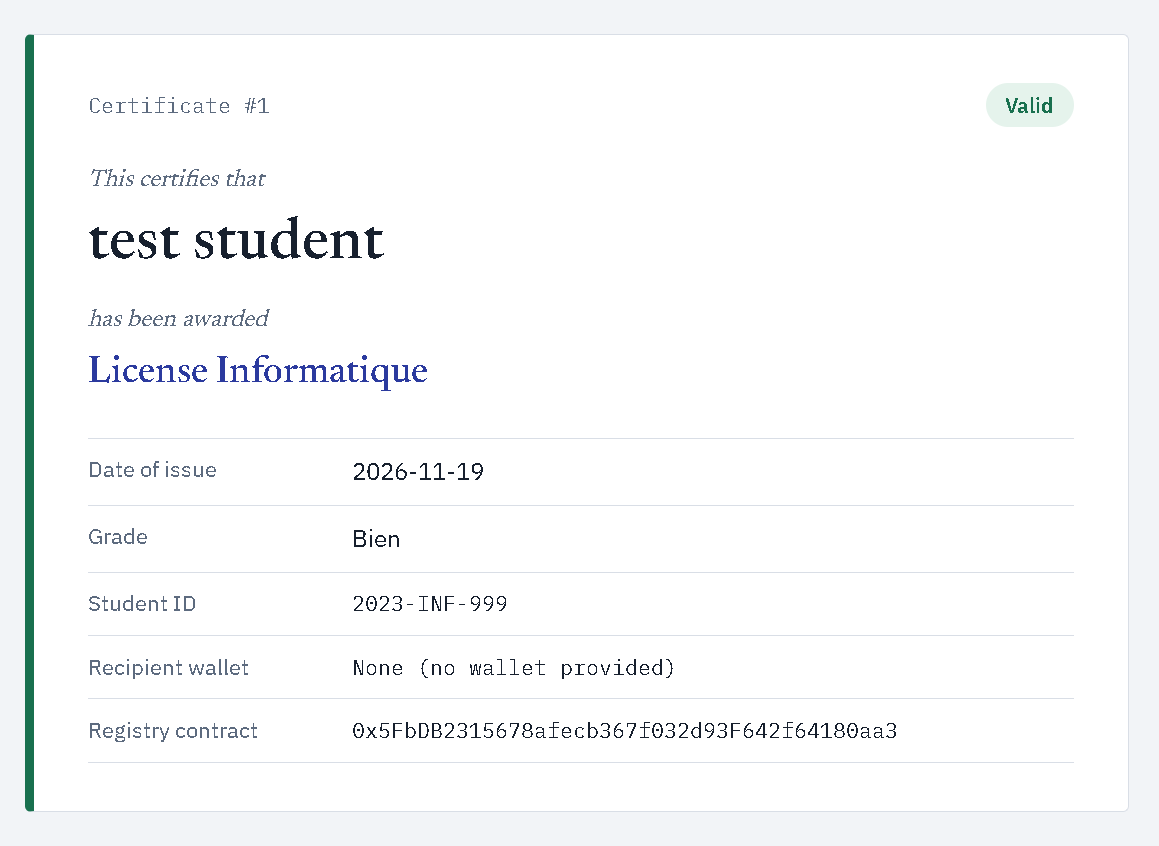 Certificate #1
Valid
This certifies that
test student
has been awarded
License Informatique
Date of issue 2026-11-19
Grade Bien
Student ID 2023-INF-999
Recipient wallet None (no wallet provided)
Registry contract 0x5FbDB2315678afecb367f032d93F642f64180aa3